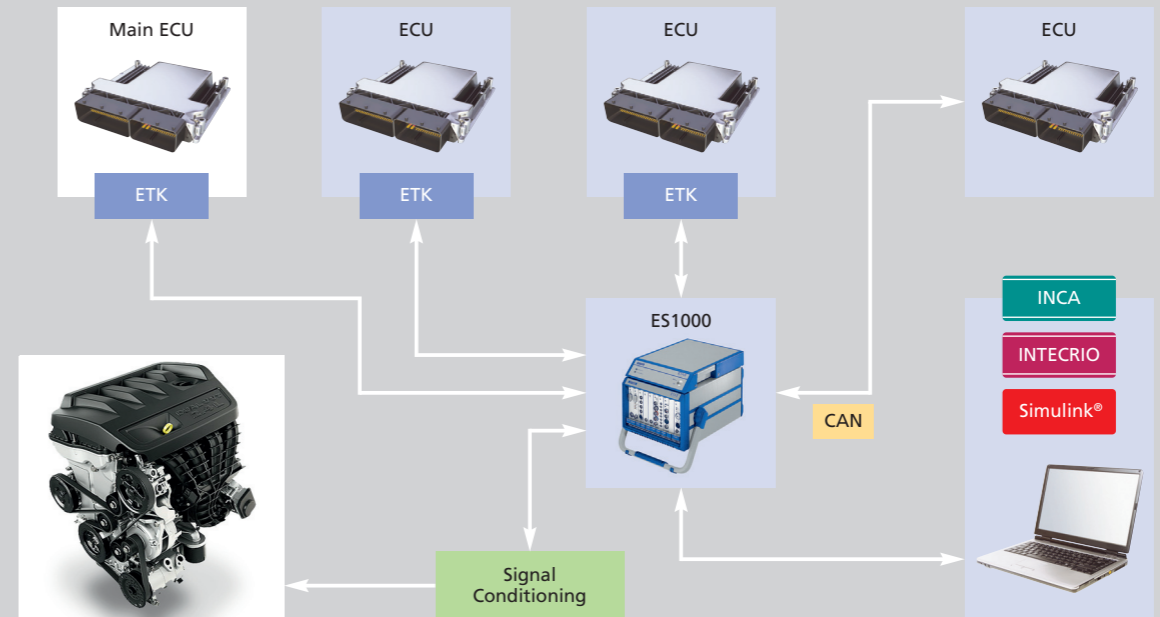 Main ECU
ECU
ECU
ECU
ETK
ETK
ETK
ES1000
INCA
INTECRIO
Simulink®
CAN
Signal
Conditioning